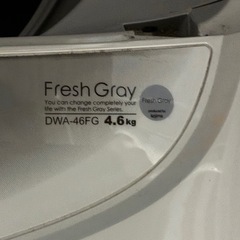 Fresh Gray
You can change completely your
life with the Fresh Gray Series.
DWA-46FG 4.6kg
Fresh Gray